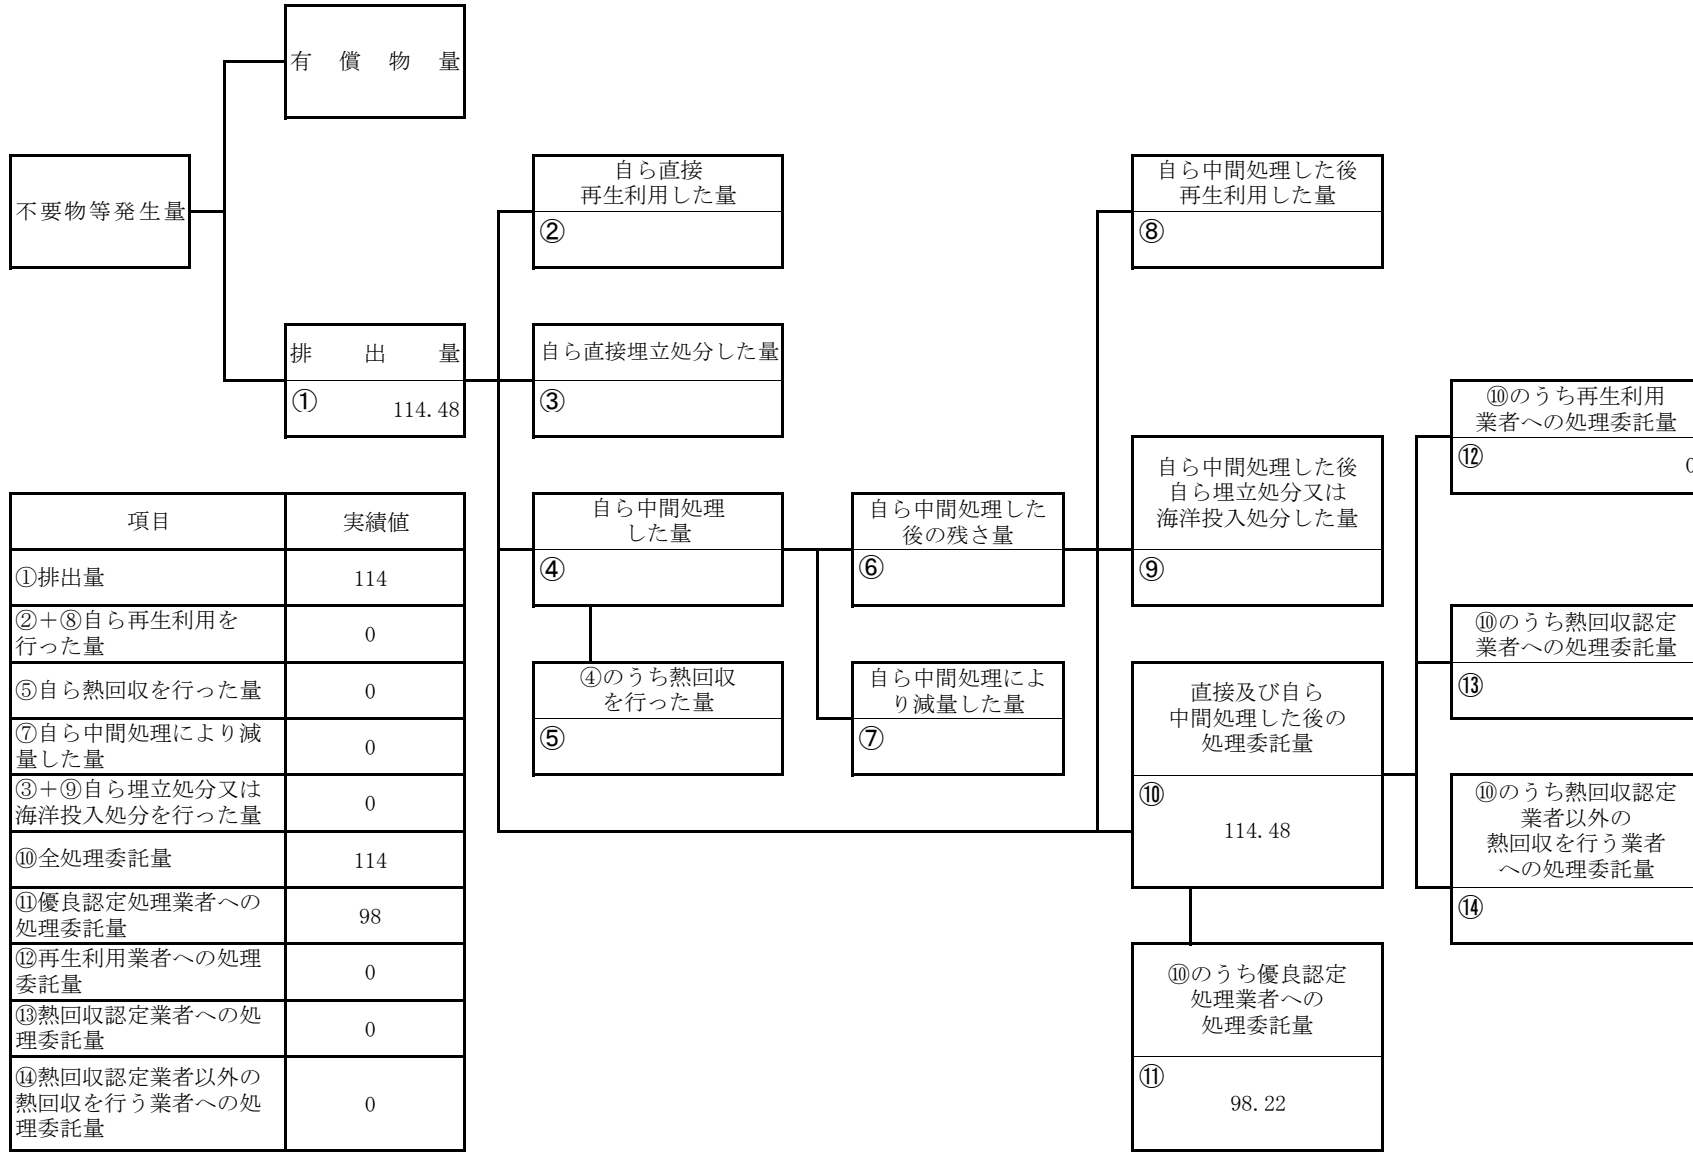 有償物量
不要物等発生量
自ら直接
再生利用した量
②
自ら中間処理した後
再生利用した量
⑧
排出量
① 114.48
自ら直接埋立処分した量
③
⑩のうち再生利用
業者への処理委託量
⑫ 0
自ら中間処理した後
自ら埋立処分又は
海洋投入処分した量
⑨
自ら中間処理
した量
④
自ら中間処理した
後の残さ量
⑥
⑩のうち熱回収認定
業者への処理委託量
⑬
④のうち熱回収
を行った量
⑤
自ら中間処理によ
り減量した量
⑦
直接及び自ら
中間処理した後の
処理委託量
⑩
114.48
⑩のうち熱回収認定
業者以外の
熱回収を行う業者
への処理委託量
⑭
⑩のうち優良認定
処理業者への
処理委託量
⑪
98.22
項目 実績値
①排出量 114
②＋⑧自ら再生利用を
行った量 0
⑤自ら熱回収を行った量 0
⑦自ら中間処理により減
量した量 0
③＋⑨自ら埋立処分又は
海洋投入処分を行った量 0
⑩全処理委託量 114
⑪優良認定処理業者への
処理委託量 98
⑫再生利用業者への処理
委託量 0
⑬熱回収認定業者への処
理委託量 0
⑭熱回収認定業者以外の
熱回収を行う業者への処
理委託量 0